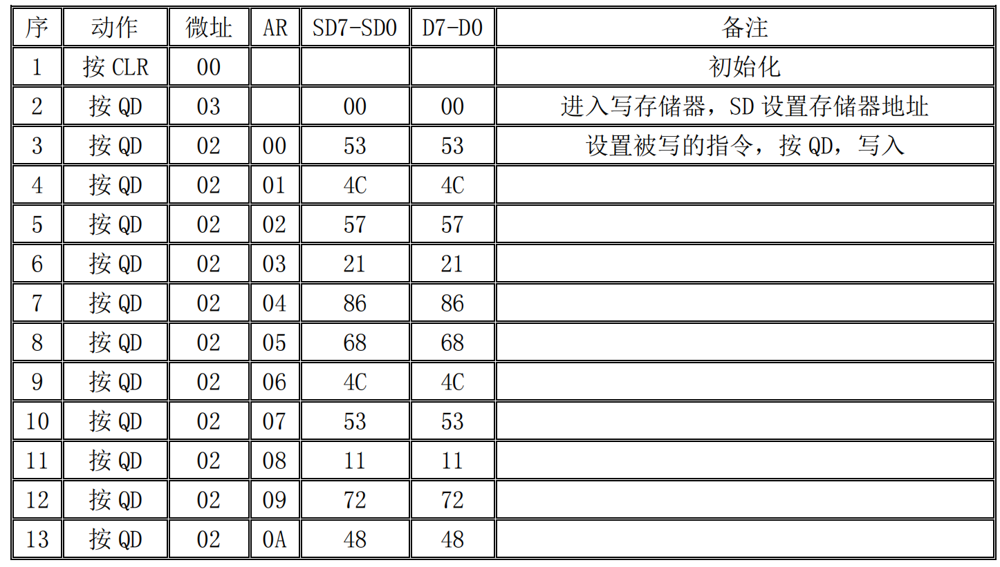 序 动作 微址 AR SD7-SD0 D7-D0 备注
1 按 CLR 00 初始化
2 按 QD 03 00 00 进入写存储器，SD 设置存储器地址
3 按 QD 02 00 53 53 设置被写的指令，按 QD，写入
4 按 QD 02 01 4C 4C
5 按 QD 02 02 57 57
6 按 QD 02 03 21 21
7 按 QD 02 04 86 86
8 按 QD 02 05 68 68
9 按 QD 02 06 4C 4C
10 按 QD 02 07 53 53
11 按 QD 02 08 11 11
12 按 QD 02 09 72 72
13 按 QD 02 0A 48 48